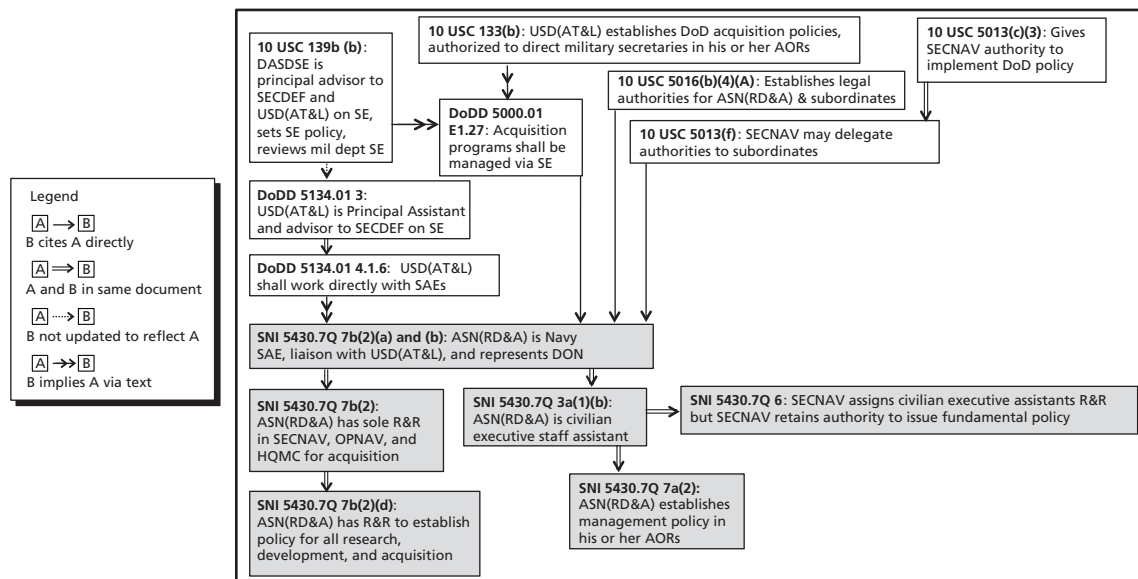 10 USC 139b (b):
DASDSE is
principal advisor to
SECDEF and
USD(AT&L) on SE,
sets SE policy,
reviews mil dept SE
10 USC 133(b): USD(AT&L) establishes DoD acquisition policies,
authorized to direct military secretaries in his or her AORs
10 USC 5013(c)(3): Gives
SECNAV authority to
implement DoD policy
10 USC 5016(b)(4)(A): Establishes legal
authorities for ASN(RD&A) & subordinates
DoDD 5000.01
E1.27: Acquisition
programs shall be
managed via SE
10 USC 5013(f): SECNAV may delegate
authorities to subordinates
Legend
A B
B cites A directly
A B
A and B in same document
A B
B not updated to reflect A
A B
B implies A via text
DoDD 5134.01 3:
USD(AT&L) is Principal Assistant
and advisor to SECDEF on SE
DoDD 5134.01 4.1.6: USD(AT&L)
shall work directly with SAEs
SNI 5430.7Q 7b(2)(a) and (b): ASN(RD&A) is Navy
SAE, liaison with USD(AT&L), and represents DON
SNI 5430.7Q 7b(2):
ASN(RD&A) has sole R&R
in SECNAV, OPNAV, and
HQMC for acquisition
SNI 5430.7Q 3a(1)(b):
ASN(RD&A) is civilian
executive staff assistant
SNI 5430.7Q 6: SECNAV assigns civilian executive assistants R&R
but SECNAV retains authority to issue fundamental policy
SNI 5430.7Q 7b(2)(d):
ASN(RD&A) has R&R to establish
policy for all research,
development, and acquisition
SNI 5430.7Q 7a(2):
ASN(RD&A) establishes
management policy in
his or her AORs